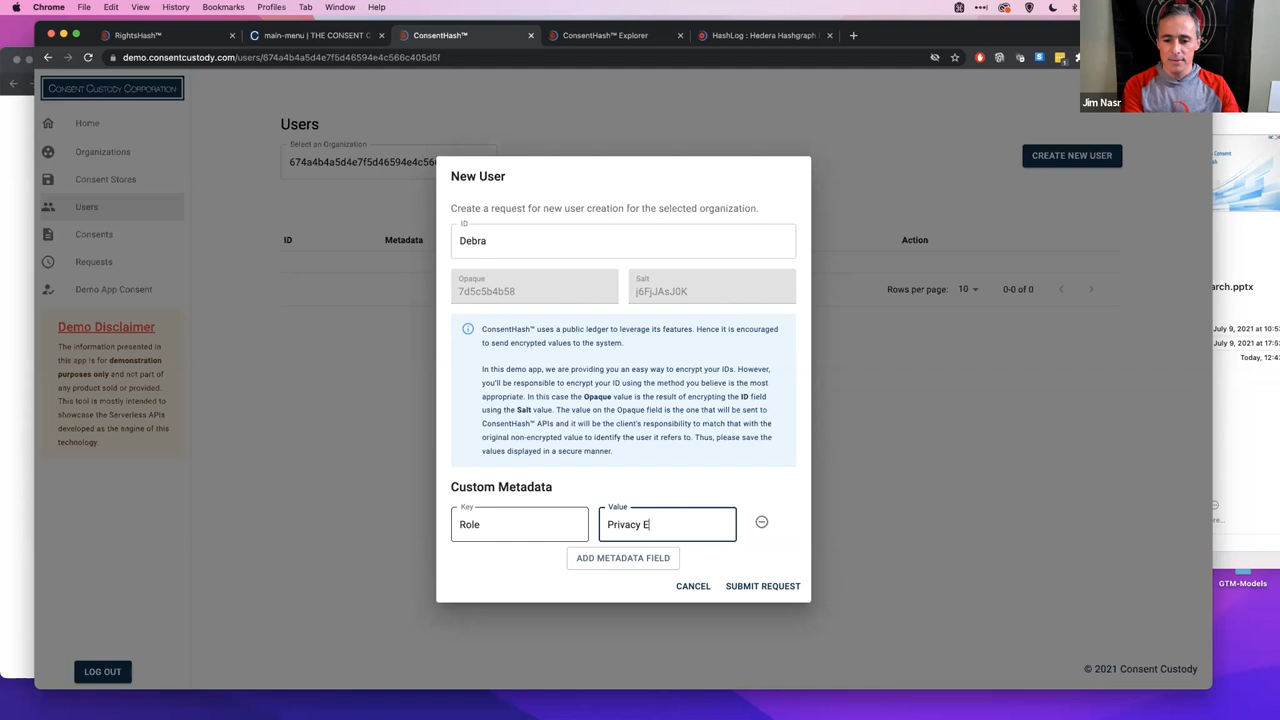 Chrome File Edit View History Bookmarks Profiles Tab Window Help
RightsHash™ main-menu | THE CONSENT C ConsentHash™ ConsentHash™ Explorer HashLog : Hedera Hashgraph
demo.consentcustody.com/users/674a4b4a5d4e7f5d46594e4c566c405d5f
Jim Nasr
CONSENT CUSTODY CORPORATION
Home
Organizations
Consent Stores
Users
Consents
Requests
Demo App Consent
Demo Disclaimer
The information presented
in this app is for demonstration
purposes only and not part of
any product sold or provided.
This tool is mostly intended to
showcase the Serverless APIs
developed as the engine of this
technology.
LOG OUT
Users
Select an Organization
674a4b4a5d4e7f5d46594e4c56
CREATE NEW USER
ID Metadata Action
Rows per page: 10 0-0 of 0
New User
Create a request for new user creation for the selected organization.
ID
Debra
Opaque Salt
7d5c5b4b58 j6FjJAsJ0K
ConsentHash™ uses a public ledger to leverage its features. Hence it is encouraged
to send encrypted values to the system.
In this demo app, we are providing you an easy way to encrypt your IDs. However,
you'll be responsible to encrypt your ID using the method you believe is the most
appropriate. In this case the Opaque value is the result of encrypting the ID field
using the Salt value. The value on the Opaque field is the one that will be sent to
ConsentHash™ APIs and it will be the client's responsibility to match that with the
original non-encrypted value to identify the user it refers to. Thus, please save the
values displayed in a secure manner.
Custom Metadata
Key Value
Role Privacy E
ADD METADATA FIELD
CANCEL SUBMIT REQUEST
© 2021 Consent Custody
Consent
Hash
arch.pptx
July 9, 2021 at 10:5
July 9, 2021 at 17:5
Today, 12:4
GTM-Models